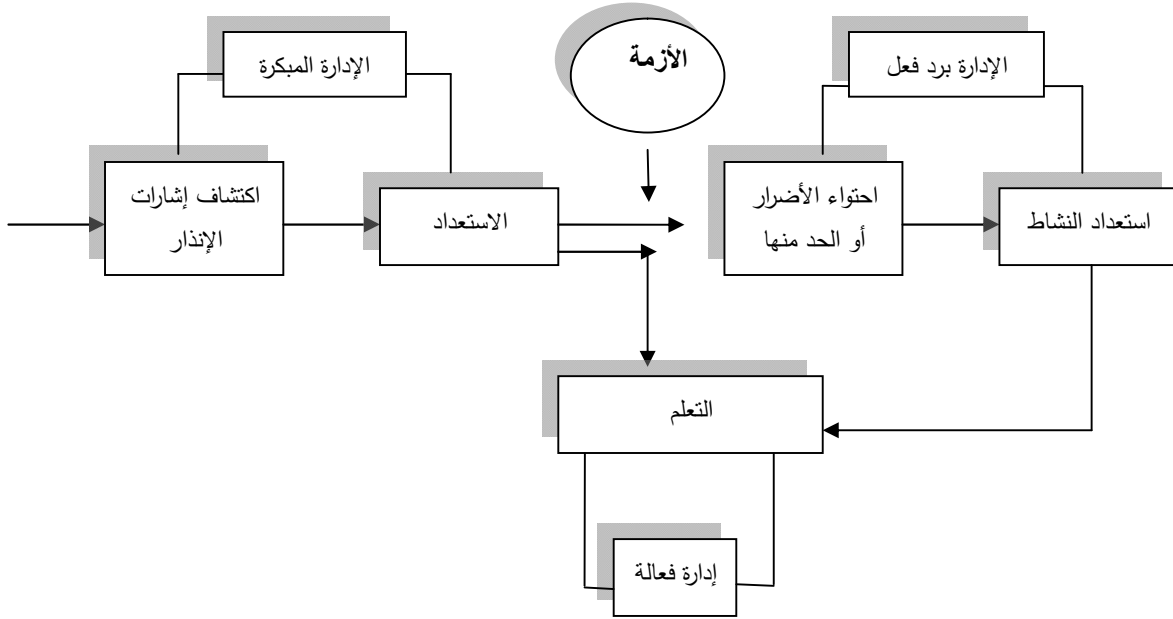 الأزمة
الإدارة برد فعل
الإدارة المبكرة
اكتشاف إشارات
الإنذار
الاستعداد
احتواء الأضرار
أو الحد منها
استعداد النشاط
التعلم
إدارة فعالة